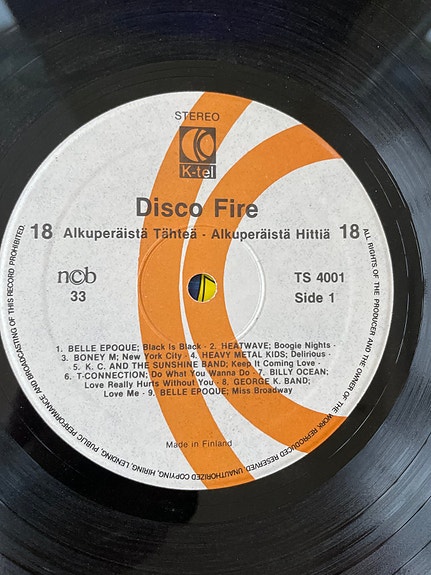 STEREO
K-tel
Disco Fire
18 Alkuperäistä Tähteä - Alkuperäistä Hittiä 18
ncb
33
TS 4001
Side 1
1. BELLE EPOQUE; Black Is Black - 2. HEATWAVE; Boogie Nights -
3. BONEY M; New York City - 4. HEAVY METAL KIDS; Delirious -
5. K. C. AND THE SUNSHINE BAND; Keep It Coming Love -
6. T-CONNECTION; Do What You Wanna Do - 7. BILLY OCEAN;
Love Really Hurts Without You - 8. GEORGE K. BAND;
Love Me - 9. BELLE EPOQUE; Miss Broadway
Made in Finland
ALL RIGHTS OF THE PRODUCER AND THE OWNER OF THE WORK REPRODUCED RESERVED. UNAUTHORIZED COPYING, HIRING, LENDING, PUBLIC PERFORMANCE AND BROADCASTING OF THIS RECORD PROHIBITED.